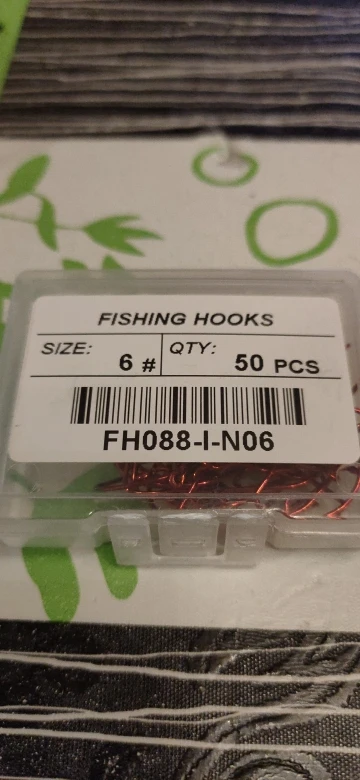 FISHING HOOKS
SIZE: 6 # QTY: 50 PCS
FH088-I-N06